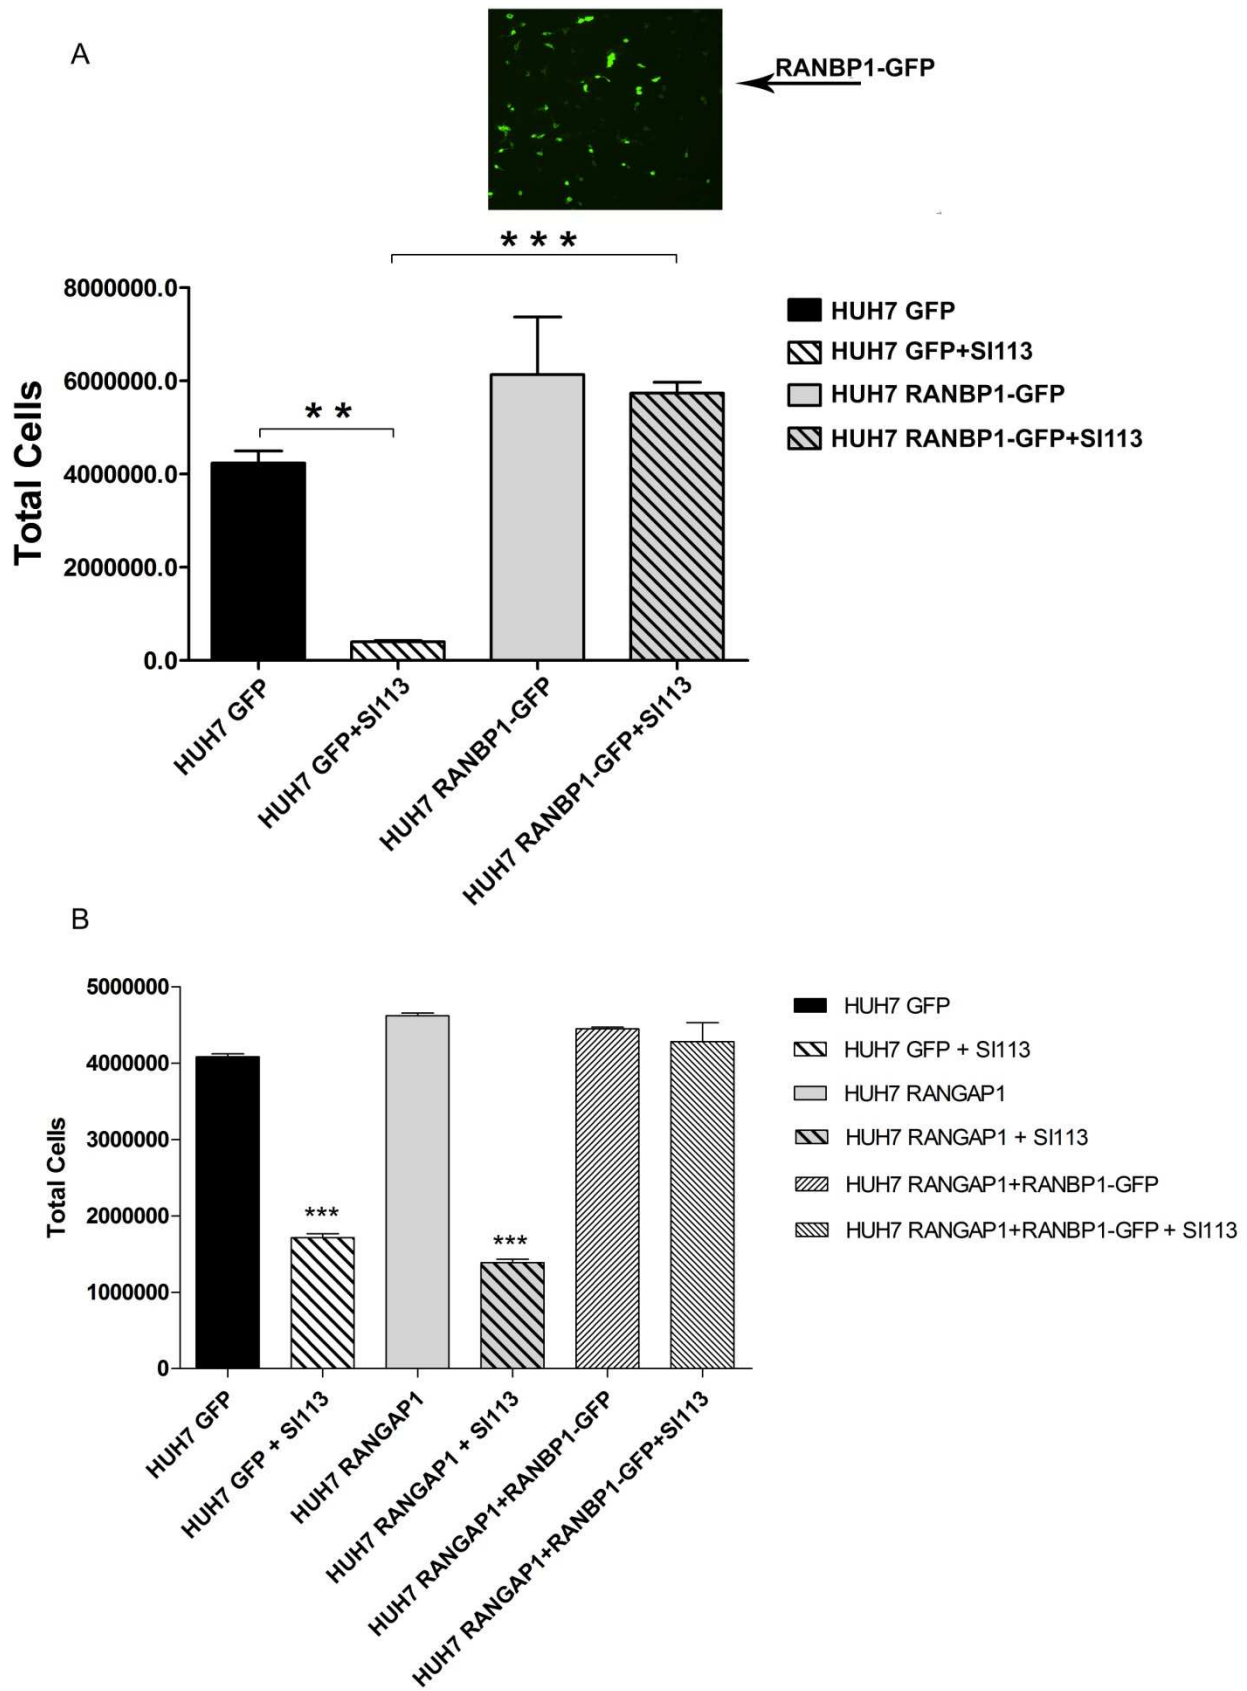 A
RANBP1-GFP
* * *
8000000.0
6000000.0
4000000.0
2000000.0
0.0
Total Cells
* *
HUH7 GFP
HUH7 GFP+SI113
HUH7 RANBP1-GFP
HUH7 RANBP1-GFP+SI113
HUH7 GFP
HUH7 GFP+SI113
HUH7 RANBP1-GFP
HUH7 RANBP1-GFP+SI113
B
5000000
4000000
3000000
2000000
1000000
0
Total Cells
***
***
HUH7 GFP
HUH7 GFP + SI113
HUH7 RANGAP1
HUH7 RANGAP1 + SI113
HUH7 RANGAP1+RANBP1-GFP
HUH7 RANGAP1+RANBP1-GFP + SI113
HUH7 GFP
HUH7 GFP + SI113
HUH7 RANGAP1
HUH7 RANGAP1 + SI113
HUH7 RANGAP1+RANBP1-GFP
HUH7 RANGAP1+RANBP1-GFP+SI113